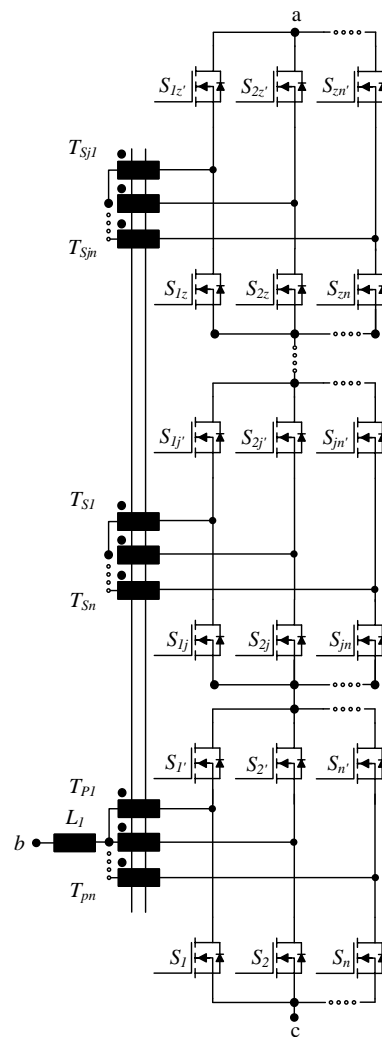 a
S1z' S2z' Szn'
TSj1
TSjn
S1z S2z Szn
S1j' S2j' Sjn'
TS1
TSn
S1j S2j Sjn
S1' S2' Sn'
TP1
L1
b
Tpn
S1 S2 Sn
c